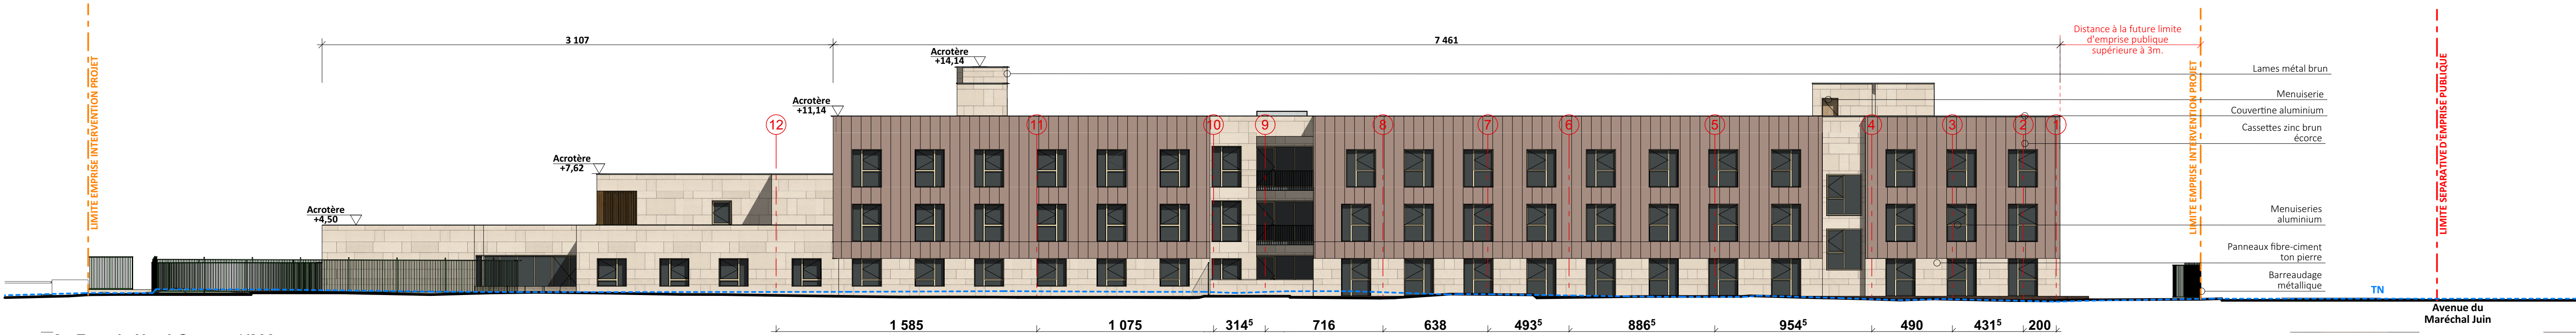 3 107
7 461
Distance à la future limite
d'emprise publique
supérieure à 3m.
Acrotère
+14,14
Acrotère
+11,14
Acrotère
+7,62
Acrotère
+4,50
LIMITE EMPRISE INTERVENTION PROJET
LIMITE EMPRISE INTERVENTION PROJET
LIMITE SEPARATIVE D'EMPRISE PUBLIQUE
Lames métal brun
Menuiserie
Couvertine aluminium
Cassettes zinc brun
écorce
Menuiseries
aluminium
Panneaux fibre-ciment
ton pierre
Barreaudage
métallique
12 11 10 9 8 7 6 5 4 3 2 1
TN
Avenue du
Maréchal Juin
1 585 1 075 314⁵ 716 638 493⁵ 886⁵ 954⁵ 490 431⁵ 200